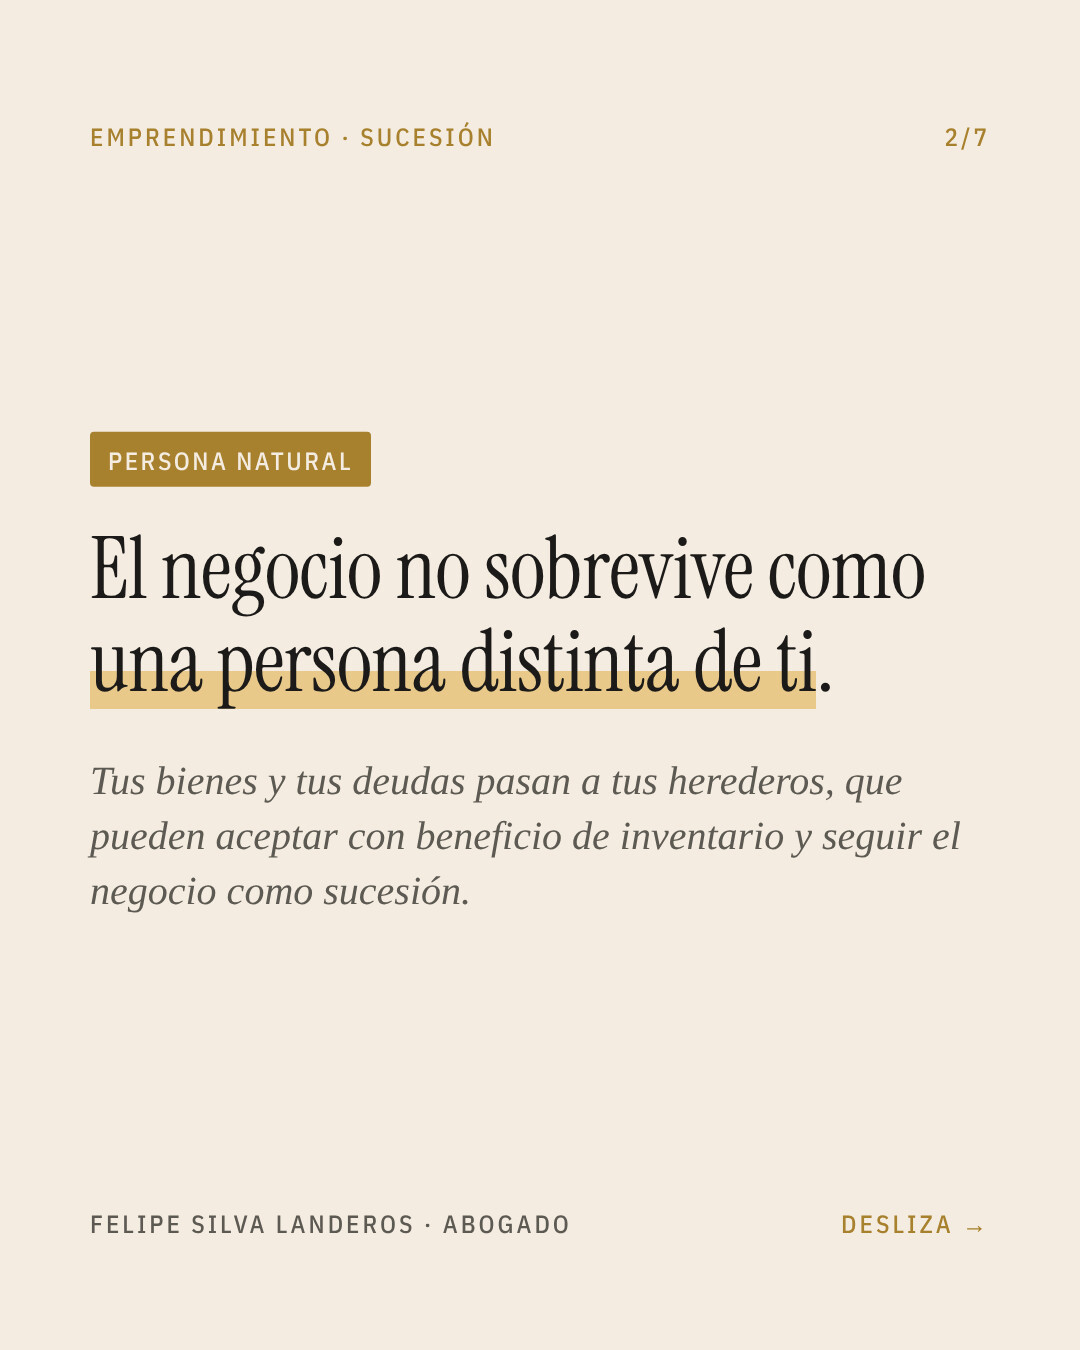 EMPRENDIMIENTO · SUCESIÓN
2/7
PERSONA NATURAL
El negocio no sobrevive como
una persona distinta de ti.
Tus bienes y tus deudas pasan a tus herederos, que
pueden aceptar con beneficio de inventario y seguir el
negocio como sucesión.
FELIPE SILVA LANDEROS · ABOGADO
DESLIZA →